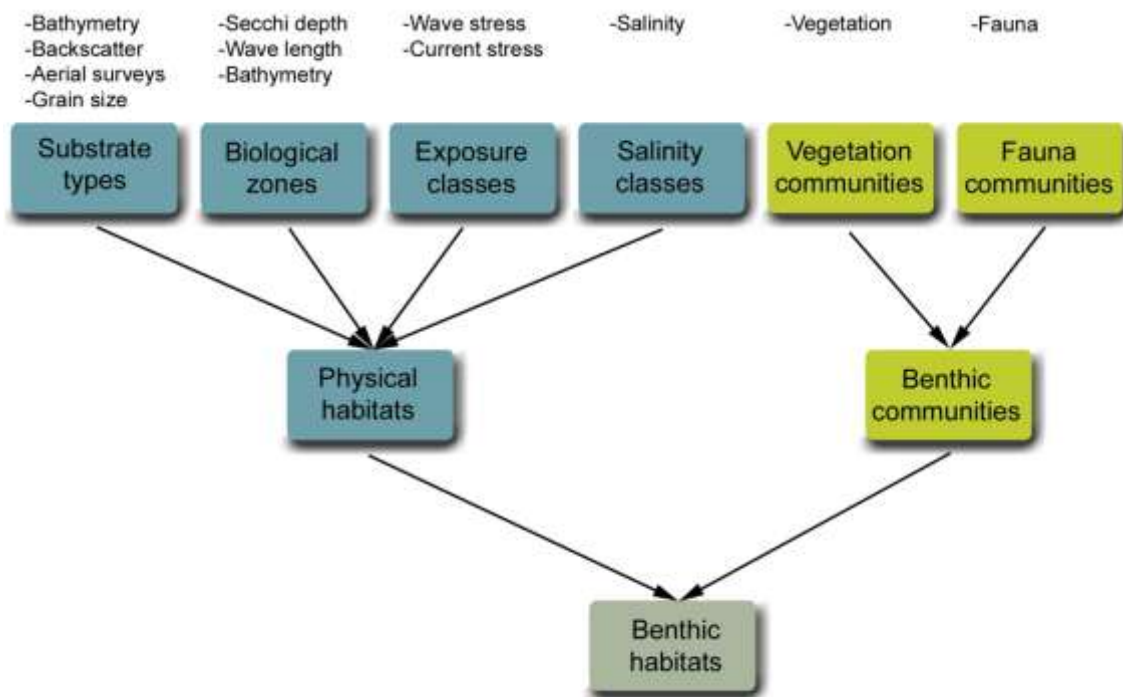 -Bathymetry
-Backscatter
-Aerial surveys
-Grain size
-Secchi depth
-Wave length
-Bathymetry
-Wave stress
-Current stress
-Salinity
-Vegetation
-Fauna
Substrate
types
Biological
zones
Exposure
classes
Salinity
classes
Vegetation
communities
Fauna
communities
Physical
habitats
Benthic
communities
Benthic
habitats